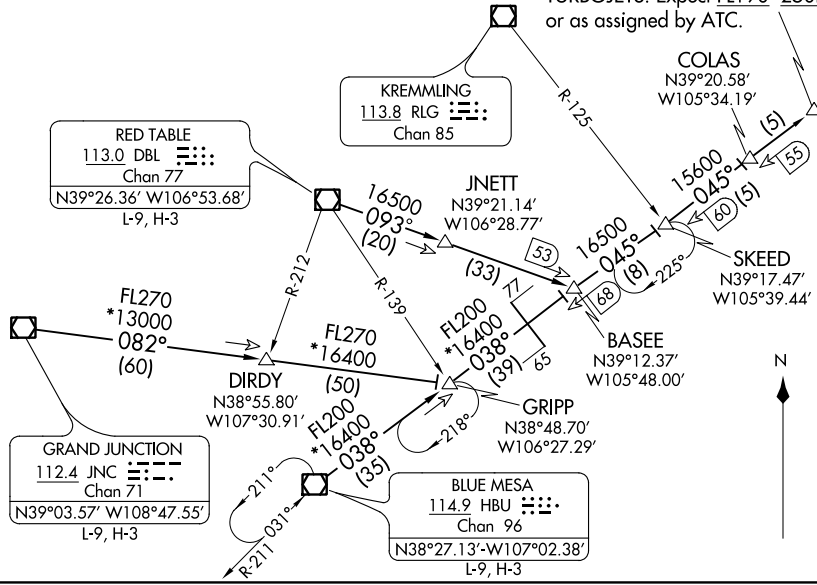 or as assigned by ATC.
COLAS
N39°20.58'
W105°34.19'
(5)
55
KREMMLING
113.8 RLG
Chan 85
R-125
RED TABLE
113.0 DBL
Chan 77
N39°26.36' W106°53.68'
L-9, H-3
16500
093°
(20)
JNETT
N39°21.14'
W106°28.77'
(33)
53
15600
045°
(5)
60
16500
045°
(8)
225°
SKEED
N39°17.47'
W105°39.44'
R-212
R-139
77
65
68
BASEE
N39°12.37'
W105°48.00'
FL270
*13000
082°
(60)
FL270
*16400
(50)
DIRDY
N38°55.80'
W107°30.91'
FL200
*16400
038°
(39)
GRIPP
N38°48.70'
W106°27.29'
218°
N
FL200
*16400
038°
(35)
GRAND JUNCTION
112.4 JNC
Chan 71
N39°03.57' W108°47.55'
L-9, H-3
211°
031°
R-211
BLUE MESA
114.9 HBU
Chan 96
N38°27.13'-W107°02.38'
L-9, H-3